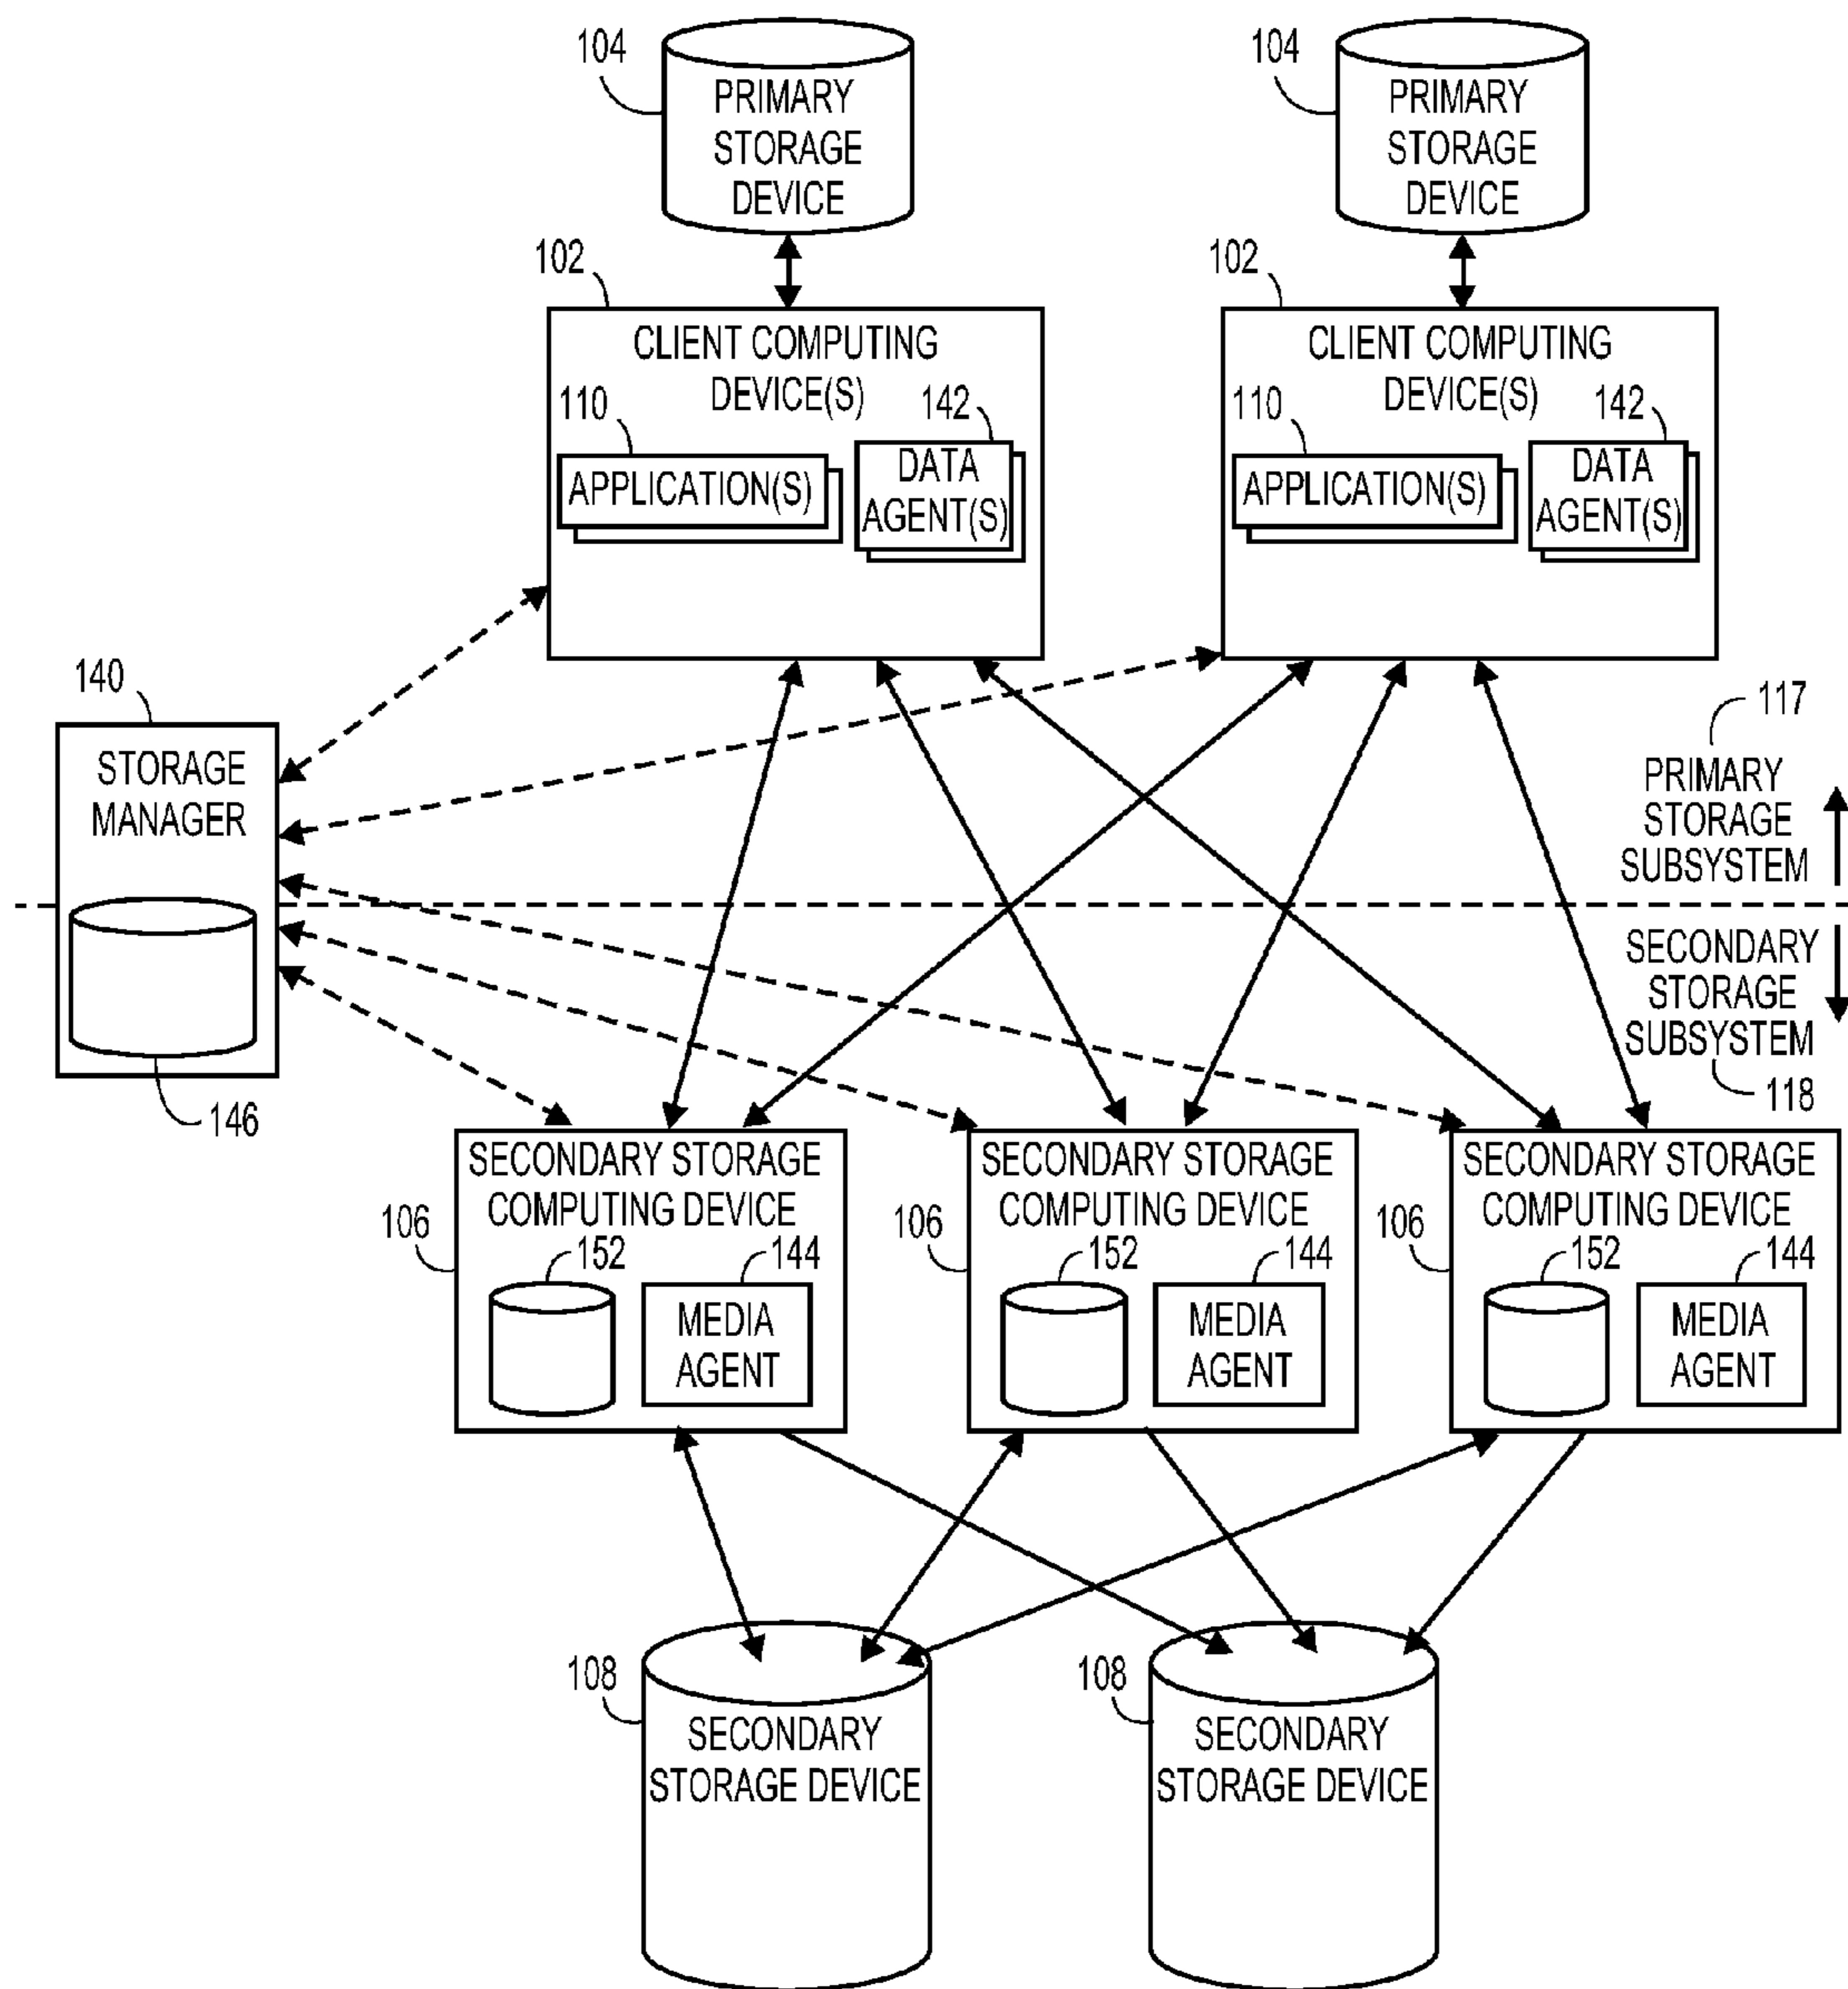 104
PRIMARY
STORAGE
DEVICE
104
PRIMARY
STORAGE
DEVICE
102
CLIENT COMPUTING
DEVICE(S)
110
142
APPLICATION(S)
DATA
AGENT(S)
102
CLIENT COMPUTING
DEVICE(S)
110
142
APPLICATION(S)
DATA
AGENT(S)
140
STORAGE
MANAGER
146
117
PRIMARY
STORAGE
SUBSYSTEM
SECONDARY
STORAGE
SUBSYSTEM
118
106
SECONDARY STORAGE
COMPUTING DEVICE
152
144
MEDIA
AGENT
106
SECONDARY STORAGE
COMPUTING DEVICE
152
144
MEDIA
AGENT
106
SECONDARY STORAGE
COMPUTING DEVICE
152
144
MEDIA
AGENT
108
SECONDARY
STORAGE DEVICE
108
SECONDARY
STORAGE DEVICE